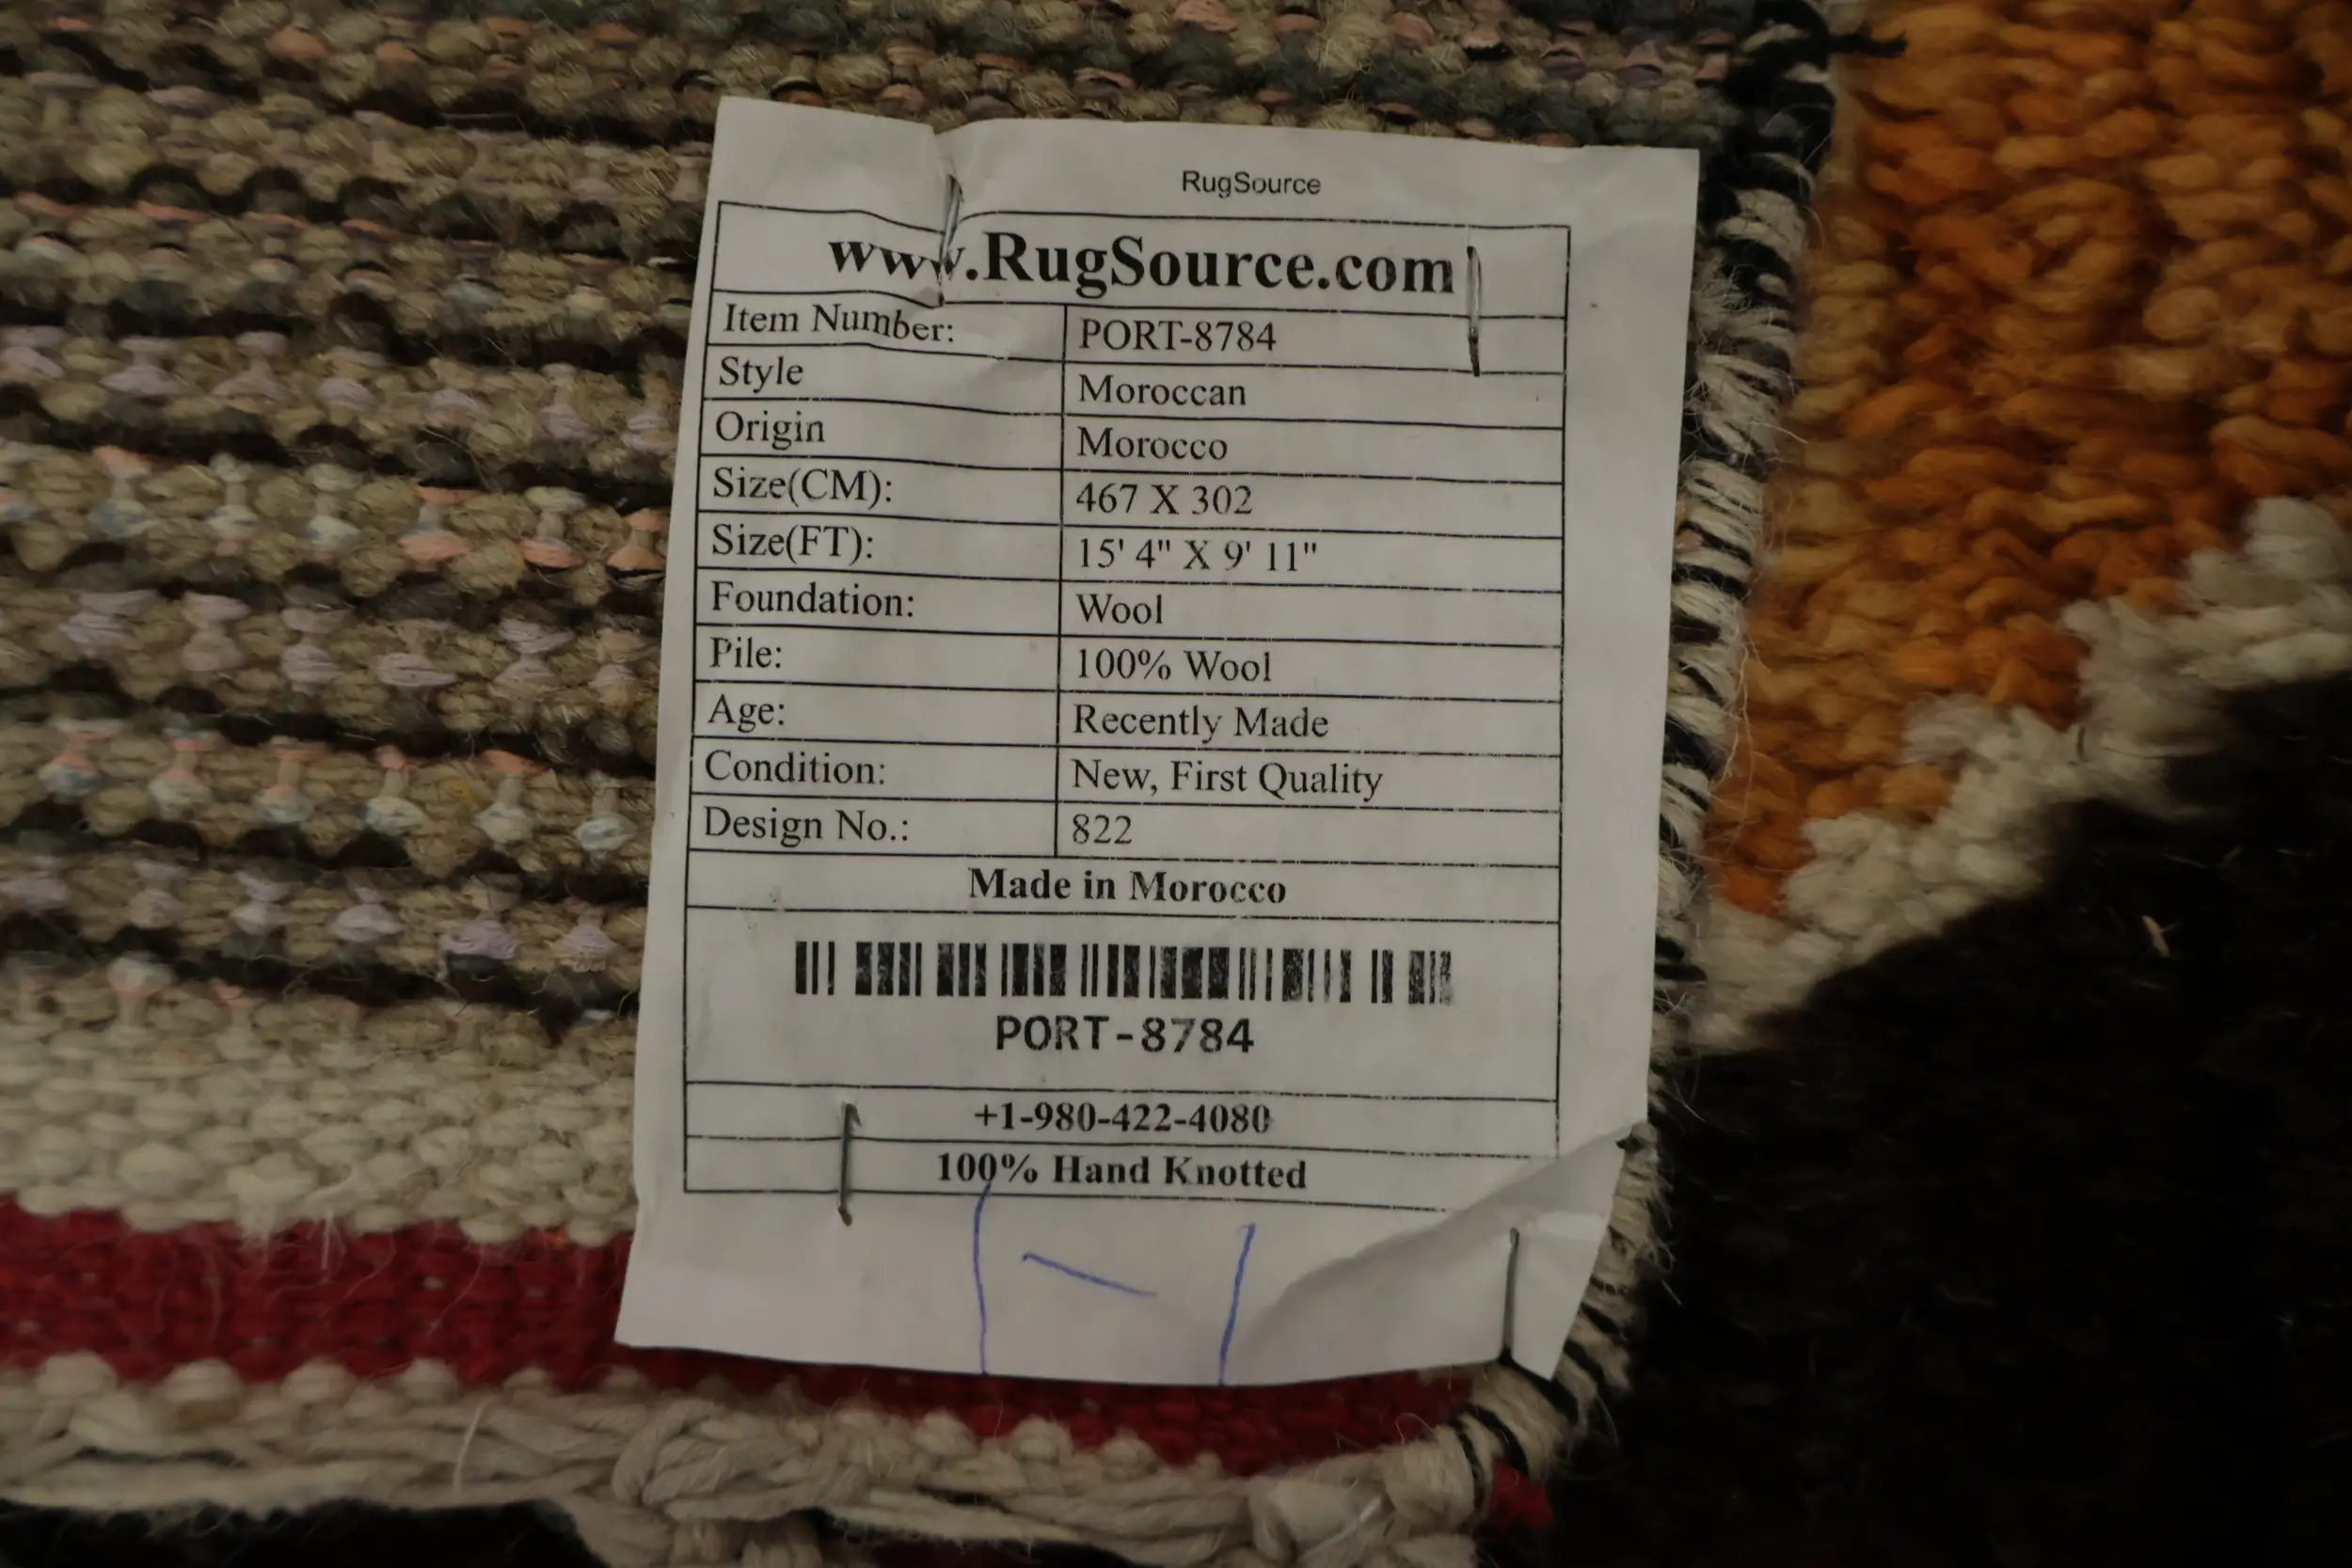 RugSource
www.RugSource.com
Item Number: PORT-8784
Style Moroccan
Origin Morocco
Size(CM): 467 X 302
Size(FT): 15' 4" X 9' 11"
Foundation: Wool
Pile: 100% Wool
Age: Recently Made
Condition: New, First Quality
Design No.: 822
Made in Morocco
PORT-8784
+1-980-422-4080
100% Hand Knotted